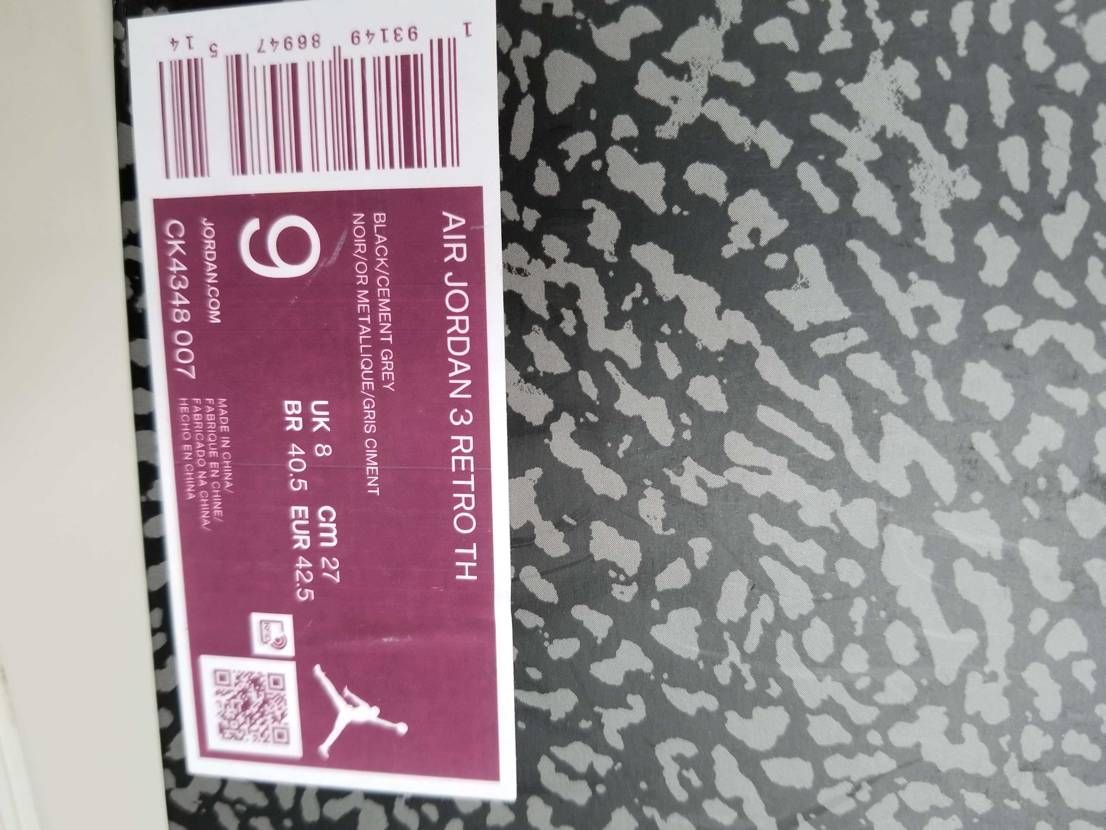 AIR JORDAN 3 RETRO TH
BLACK/CEMENT GREY
NOIR/OR METALLIQUE/GRIS CIMENT
9
UK 8 cm 27
BR 40.5 EUR 42.5
JORDAN.COM
CK4348 007
MADE IN CHINA/
FABRIQUE EN CHINE/
FABRICADO NA CHINA/
HECHO EN CHINA
1 93149 86947 5 14